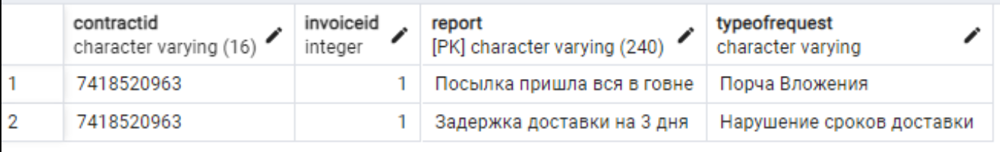 contractid invoiceid report typeofrequest
character varying (16) integer [PK] character varying (240) character varying
1 7418520963 1 Посылка пришла вся в говне Порча Вложения
2 7418520963 1 Задержка доставки на 3 дня Нарушение сроков доставки